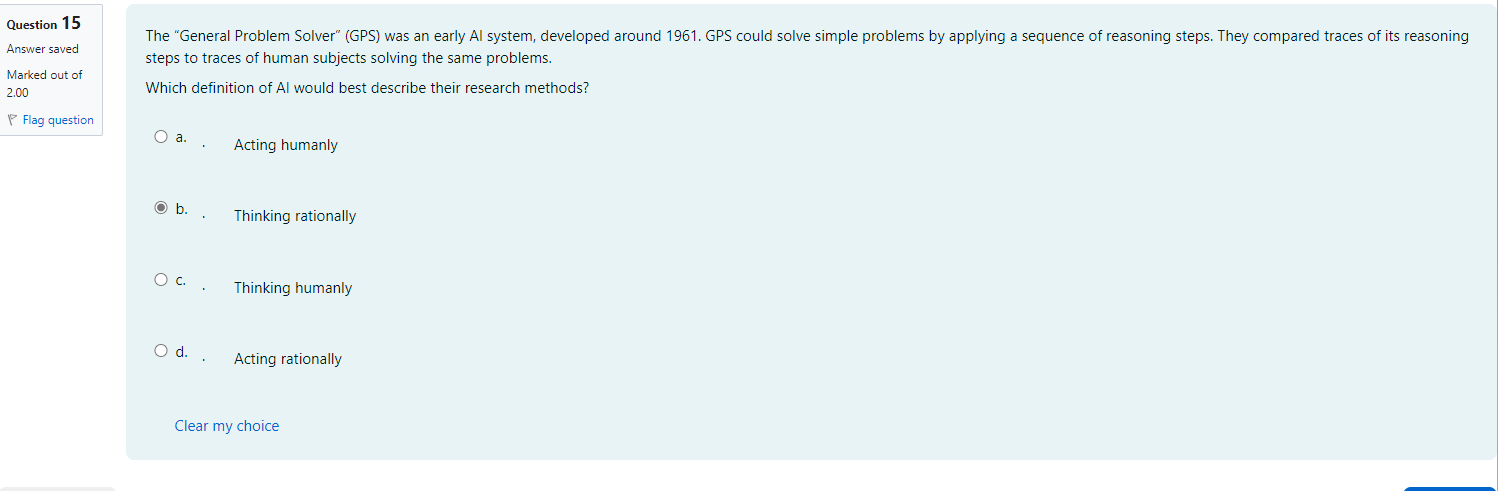 Question 15
Answer saved
Marked out of
2.00
Flag question
The “General Problem Solver” (GPS) was an early AI system, developed around 1961. GPS could solve simple problems by applying a sequence of reasoning steps. They compared traces of its reasoning
steps to traces of human subjects solving the same problems.
Which definition of AI would best describe their research methods?
a. . Acting humanly
b. . Thinking rationally
c. . Thinking humanly
d. . Acting rationally
Clear my choice